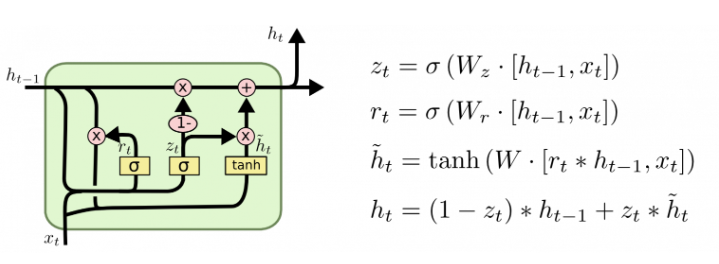 h_t
h_{t-1}
x + 
1-
x r_t z_t x h̃_t
σ σ tanh
x_t
z_t = σ (W_z · [h_{t-1}, x_t])
r_t = σ (W_r · [h_{t-1}, x_t])
h̃_t = tanh (W · [r_t * h_{t-1}, x_t])
h_t = (1 − z_t) * h_{t-1} + z_t * h̃_t